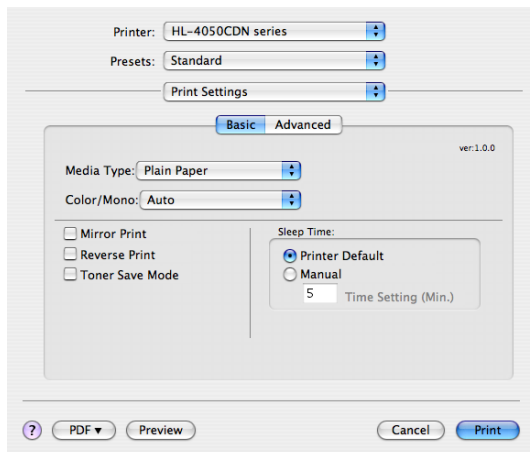 Printer: HL-4050CDN series
Presets: Standard
Print Settings
Basic Advanced
ver:1.0.0
Media Type: Plain Paper
Color/Mono: Auto
Mirror Print
Reverse Print
Toner Save Mode
Sleep Time:
Printer Default
Manual
5 Time Setting (Min.)
? PDF ▼ Preview Cancel Print